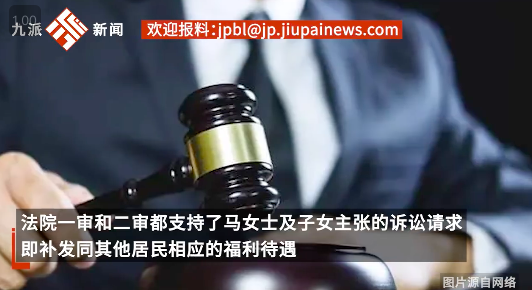 1.00
九派 新闻
欢迎报料:jpbl@jp.jiupainews.com
法院一审和二审都支持了马女士及子女主张的诉讼请求
即补发同其他居民相应的福利待遇
图片源自网络